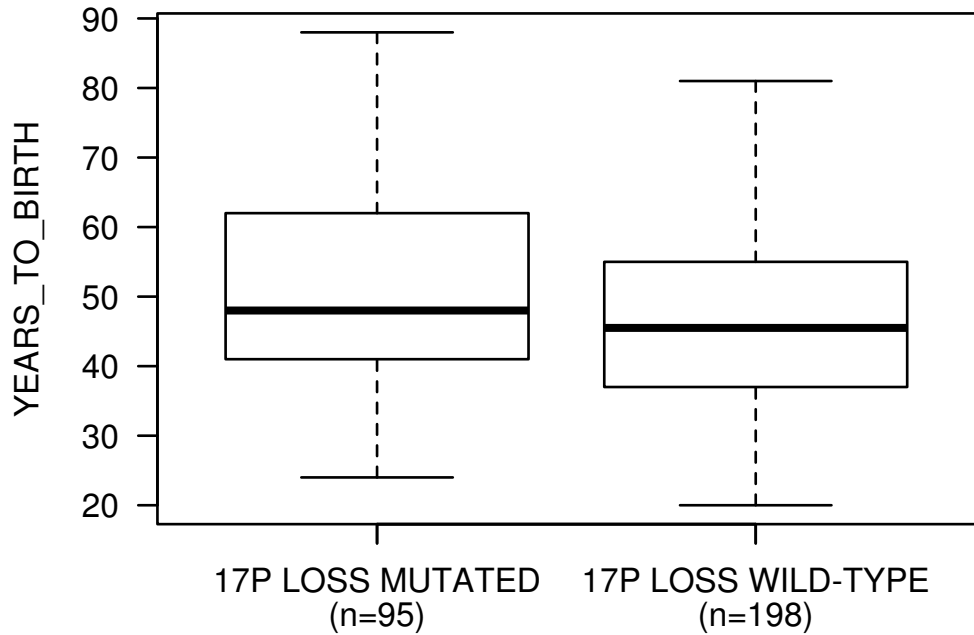 YEARS_TO_BIRTH
90
80
70
60
50
40
30
20
17P LOSS MUTATED
(n=95)
17P LOSS WILD-TYPE
(n=198)